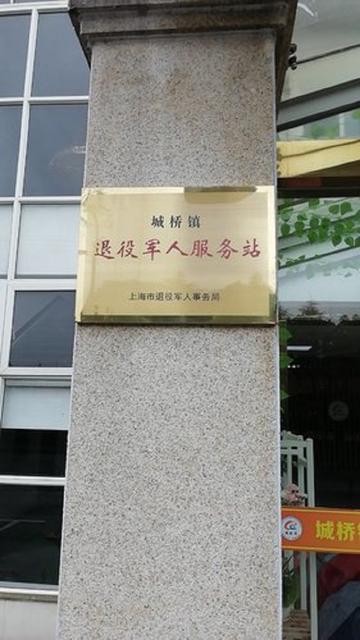 城桥镇
退役军人服务站
上海市退役军人事务局
城桥